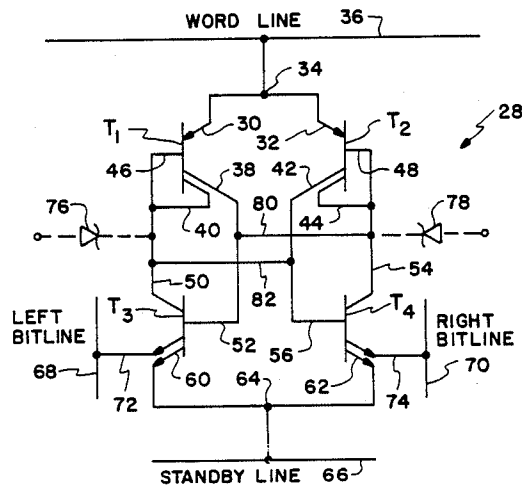 WORD LINE 36
34
T1 30 32 T2 28
46 38 42 48
76 40 44 80 78
50 82 54
T3 T4
LEFT BITLINE
52 56
RIGHT BITLINE
68 72 60 64 62 74 70
STANDBY LINE 66